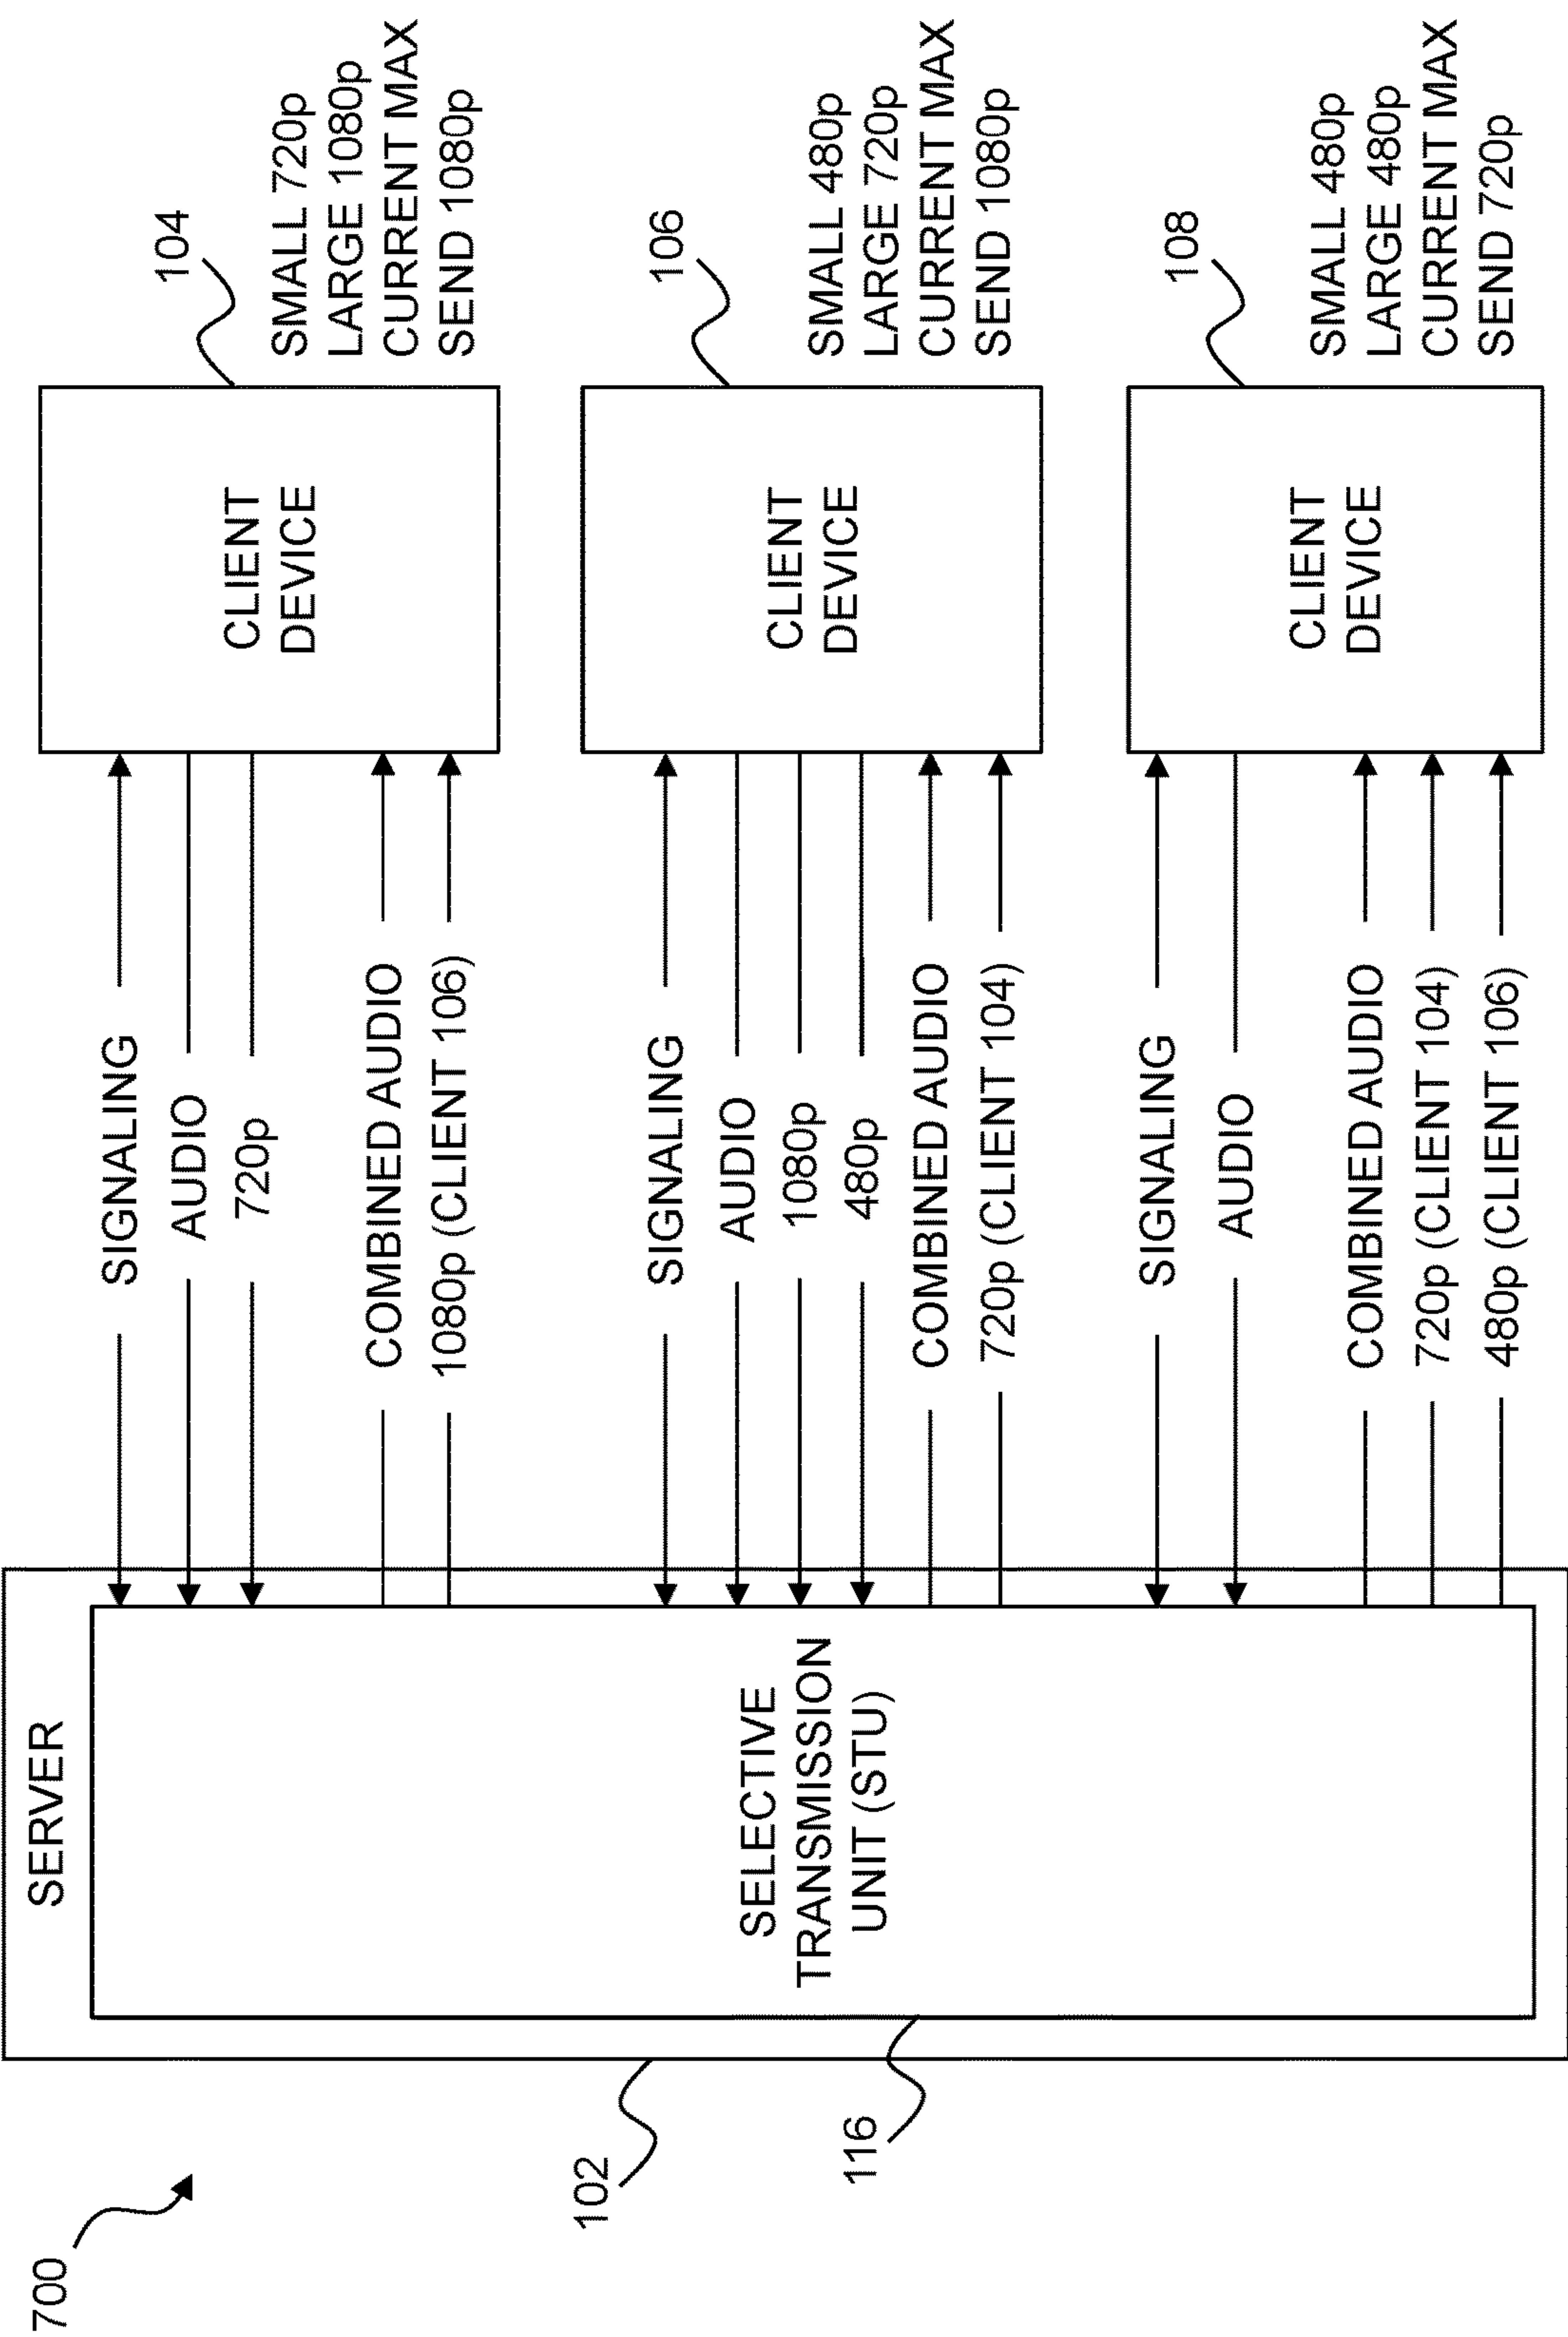 700
SERVER
102
116
SELECTIVE
TRANSMISSION
UNIT (STU)
SIGNALING
AUDIO
720p
COMBINED AUDIO
1080p (CLIENT 106)
CLIENT
DEVICE
104
SMALL 720p
LARGE 1080p
CURRENT MAX
SEND 1080p
SIGNALING
AUDIO
1080p
480p
COMBINED AUDIO
720p (CLIENT 104)
CLIENT
DEVICE
106
SMALL 480p
LARGE 720p
CURRENT MAX
SEND 1080p
SIGNALING
AUDIO
COMBINED AUDIO
720p (CLIENT 104)
480p (CLIENT 106)
CLIENT
DEVICE
108
SMALL 480p
LARGE 480p
CURRENT MAX
SEND 720p